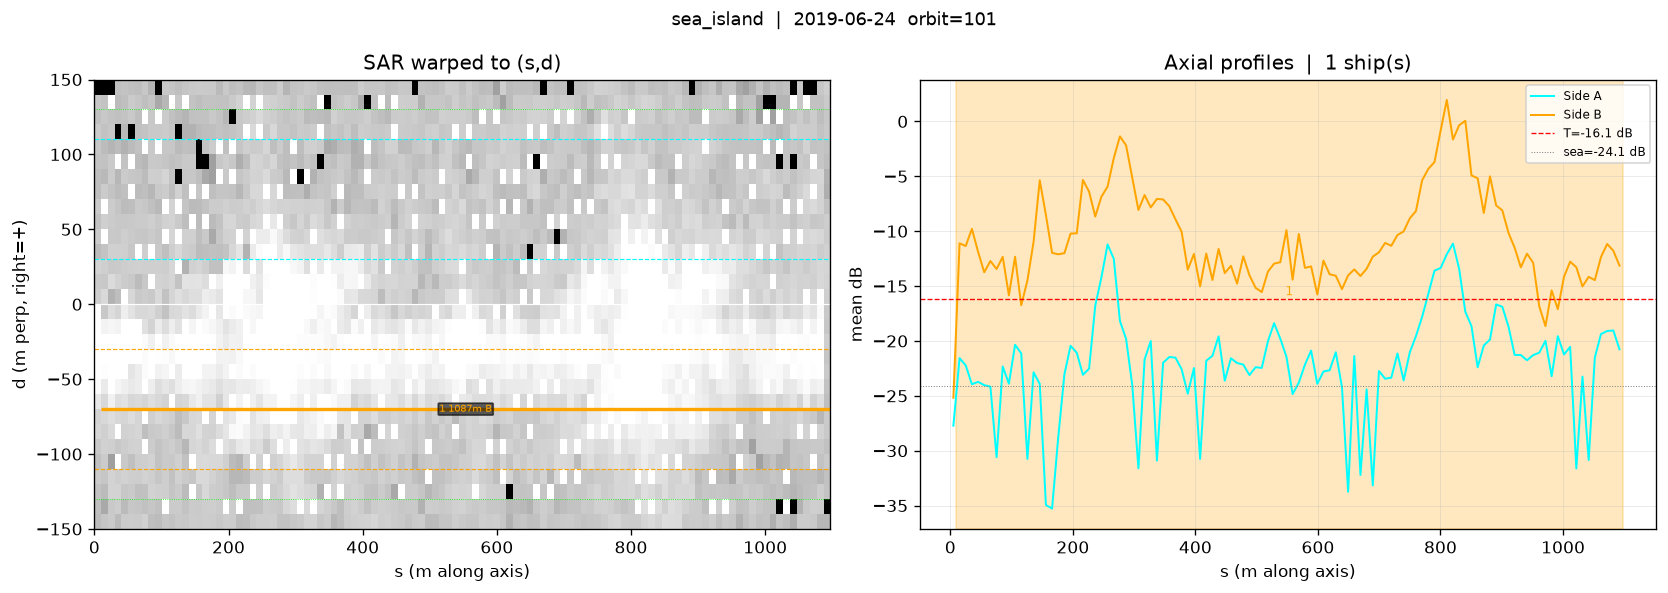 sea_island | 2019-06-24 orbit=101
SAR warped to (s,d)
d (m perp, right=+)
150
100
50
0
−50
−100
−150
1 1087m B
0
200
400
600
800
1000
s (m along axis)
Axial profiles | 1 ship(s)
mean dB
0
−5
−10
−15
−20
−25
−30
−35
Side A
Side B
T=-16.1 dB
sea=-24.1 dB
1
0
200
400
600
800
1000
s (m along axis)